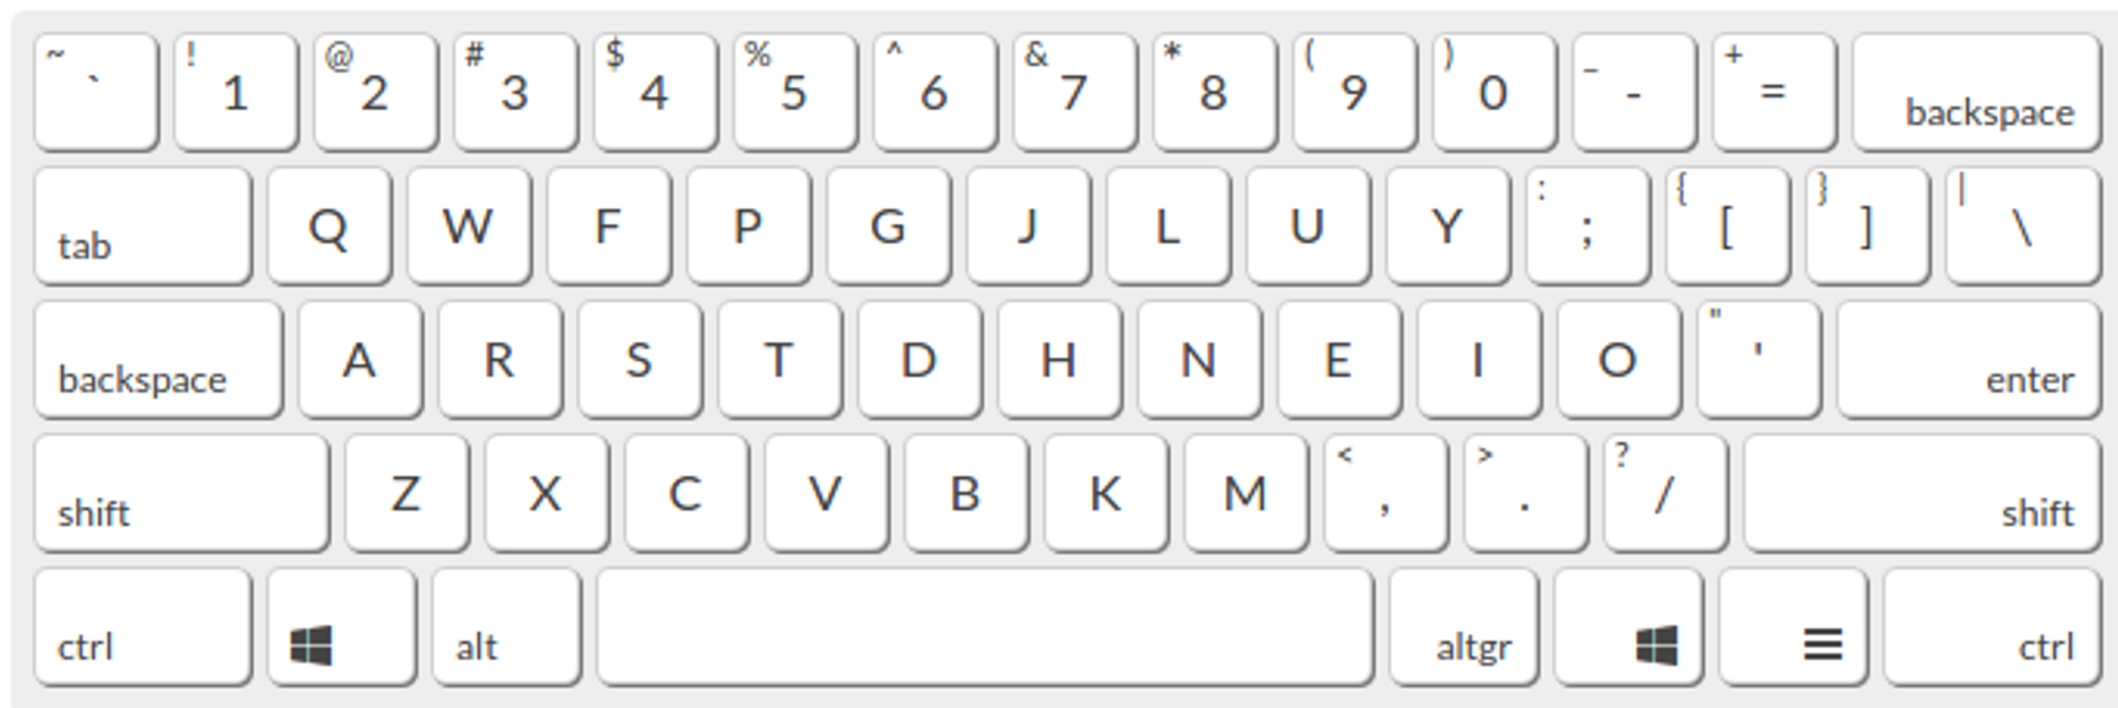 ~ ` ! 1 @ 2 # 3 $ 4 % 5 ^ 6 & 7 * 8 ( 9 ) 0 _ - + = backspace
tab Q W F P G J L U Y : ; { [ } ] | \
backspace A R S T D H N E I O " ' enter
shift Z X C V B K M < , > . ? / shift
ctrl alt altgr ctrl